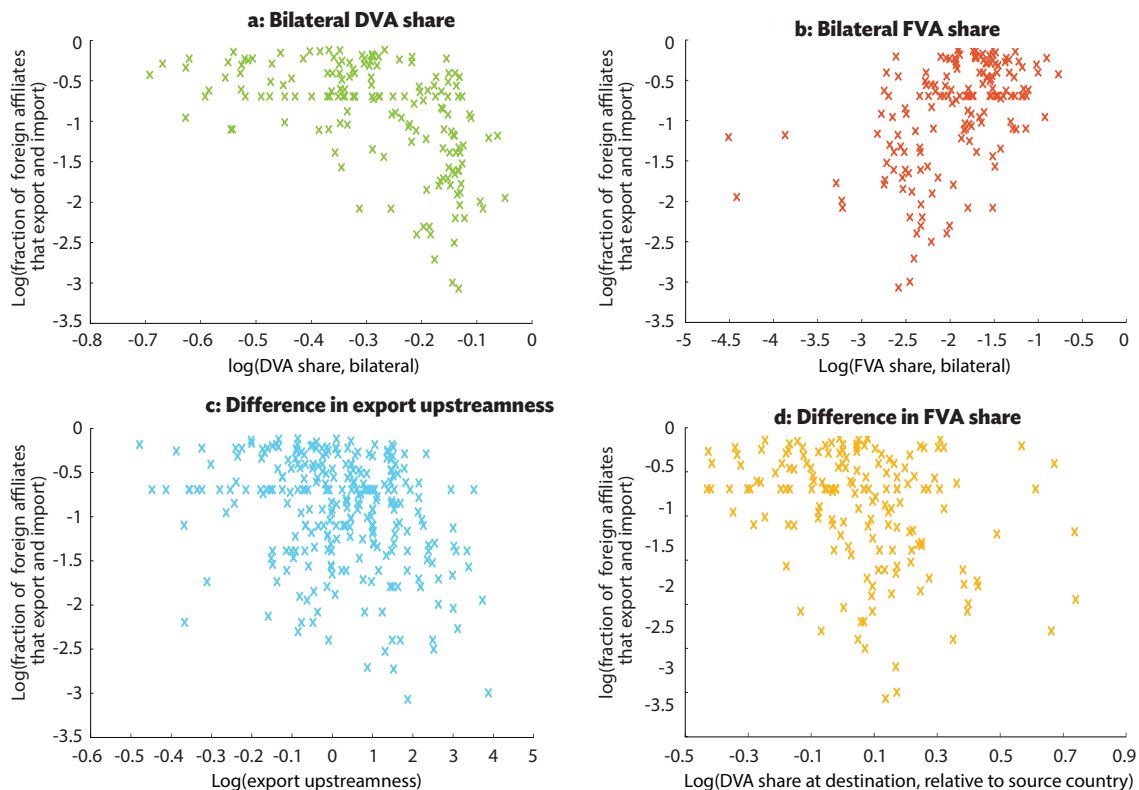 a: Bilateral DVA share
Log(fraction of foreign affiliates
that export and import)
0
-0.5
-1
-1.5
-2
-2.5
-3
-3.5
-0.8 -0.7 -0.6 -0.5 -0.4 -0.3 -0.2 -0.1 0
log(DVA share, bilateral)
b: Bilateral FVA share
Log(fraction of foreign affiliates
that export and import)
0
-0.5
-1
-1.5
-2
-2.5
-3
-3.5
-5 -4.5 -4 -3.5 -3 -2.5 -2 -1.5 -1 -0.5 0
Log(FVA share, bilateral)
c: Difference in export upstreamness
Log(fraction of foreign affiliates
that export and import)
0
-0.5
-1
-1.5
-2
-2.5
-3
-3.5
-0.6 -0.4 -0.3 -0.2 -0.1 0 1 2 3 4 5
Log(export upstreamness)
d: Difference in FVA share
log(fraction of foreign affiliates
that export and import)
0
-0.5
-1
-1.5
-2
-2.5
-3
-3.5
-0.5 -0.3 -0.1 0.1 0.3 0.5 0.7 0.9
Log(DVA share at destination, relative to source country)